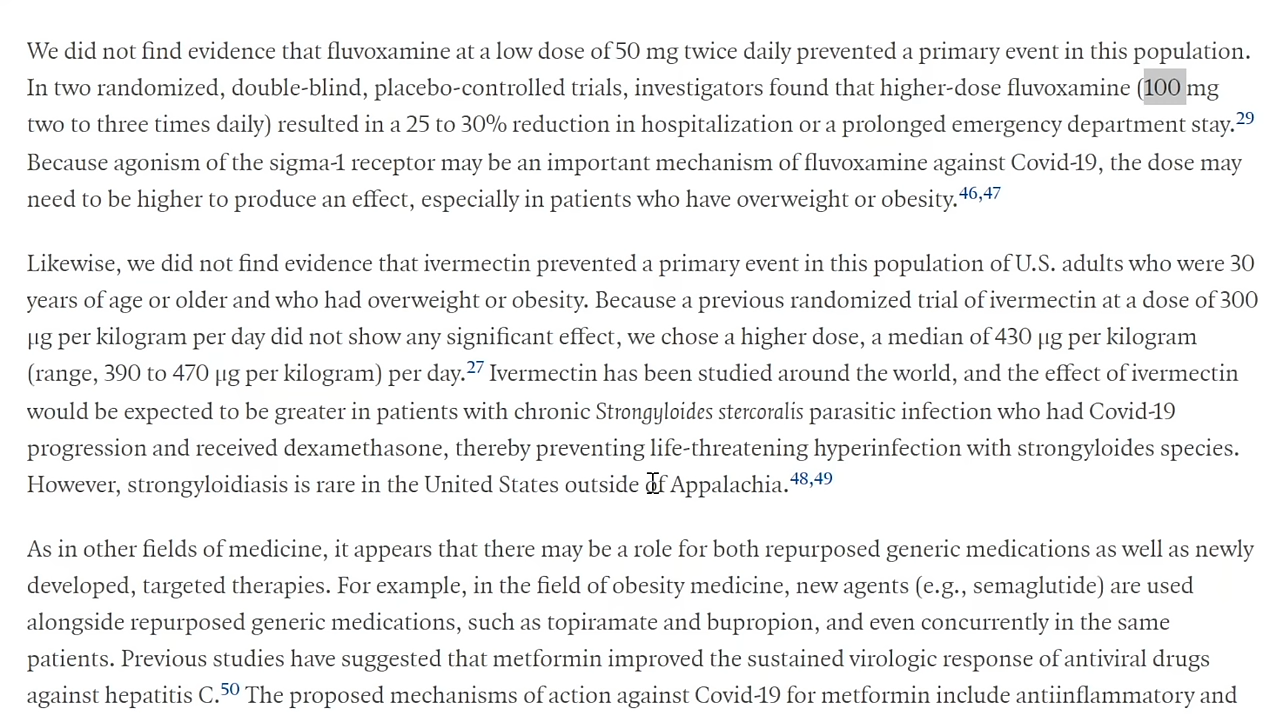 We did not find evidence that fluvoxamine at a low dose of 50 mg twice daily prevented a primary event in this population.
In two randomized, double-blind, placebo-controlled trials, investigators found that higher-dose fluvoxamine (100 mg
two to three times daily) resulted in a 25 to 30% reduction in hospitalization or a prolonged emergency department stay.29
Because agonism of the sigma-1 receptor may be an important mechanism of fluvoxamine against Covid-19, the dose may
need to be higher to produce an effect, especially in patients who have overweight or obesity.46,47
Likewise, we did not find evidence that ivermectin prevented a primary event in this population of U.S. adults who were 30
years of age or older and who had overweight or obesity. Because a previous randomized trial of ivermectin at a dose of 300
μg per kilogram per day did not show any significant effect, we chose a higher dose, a median of 430 μg per kilogram
(range, 390 to 470 μg per kilogram) per day.27 Ivermectin has been studied around the world, and the effect of ivermectin
would be expected to be greater in patients with chronic Strongyloides stercoralis parasitic infection who had Covid-19
progression and received dexamethasone, thereby preventing life-threatening hyperinfection with strongyloides species.
However, strongyloidiasis is rare in the United States outside of Appalachia.48,49
As in other fields of medicine, it appears that there may be a role for both repurposed generic medications as well as newly
developed, targeted therapies. For example, in the field of obesity medicine, new agents (e.g., semaglutide) are used
alongside repurposed generic medications, such as topiramate and bupropion, and even concurrently in the same
patients. Previous studies have suggested that metformin improved the sustained virologic response of antiviral drugs
against hepatitis C.50 The proposed mechanisms of action against Covid-19 for metformin include antiinflammatory and